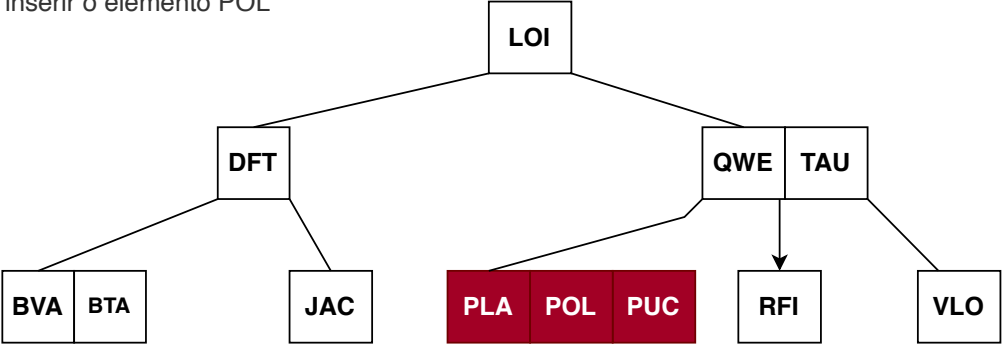 inserir o elemento POL
LOI
DFT
QWE TAU
BVA BTA JAC PLA POL PUC RFI VLO